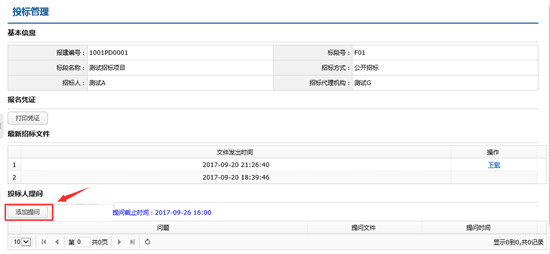 投标管理
基本信息
报建编号： 1001PD0001 标段号： F01
标段名称： 测试招标项目 招标方式： 公开招标
招标人： 测试A 招标代理机构： 测试G
报名凭证
打印凭证
最新招标文件
文件发出时间 操作
1 2017-09-20 21:26:40 下载
2 2017-09-20 18:39:46
投标人提问
添加提问 提问截止时间：2017-09-26 16:00
问题 提问文件 提问时间
10 第 0 共0页 显示0到0,共0记录